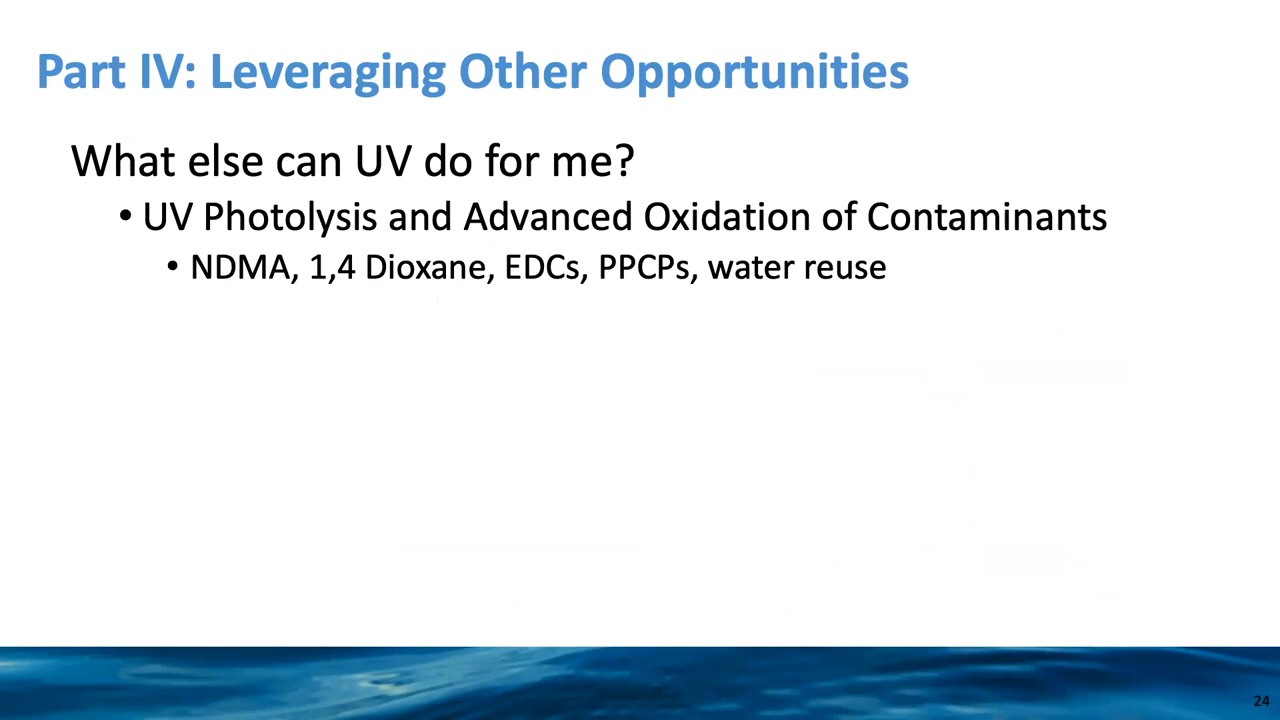 Part IV: Leveraging Other Opportunities
What else can UV do for me?
• UV Photolysis and Advanced Oxidation of Contaminants
• NDMA, 1,4 Dioxane, EDCs, PPCPs, water reuse
24